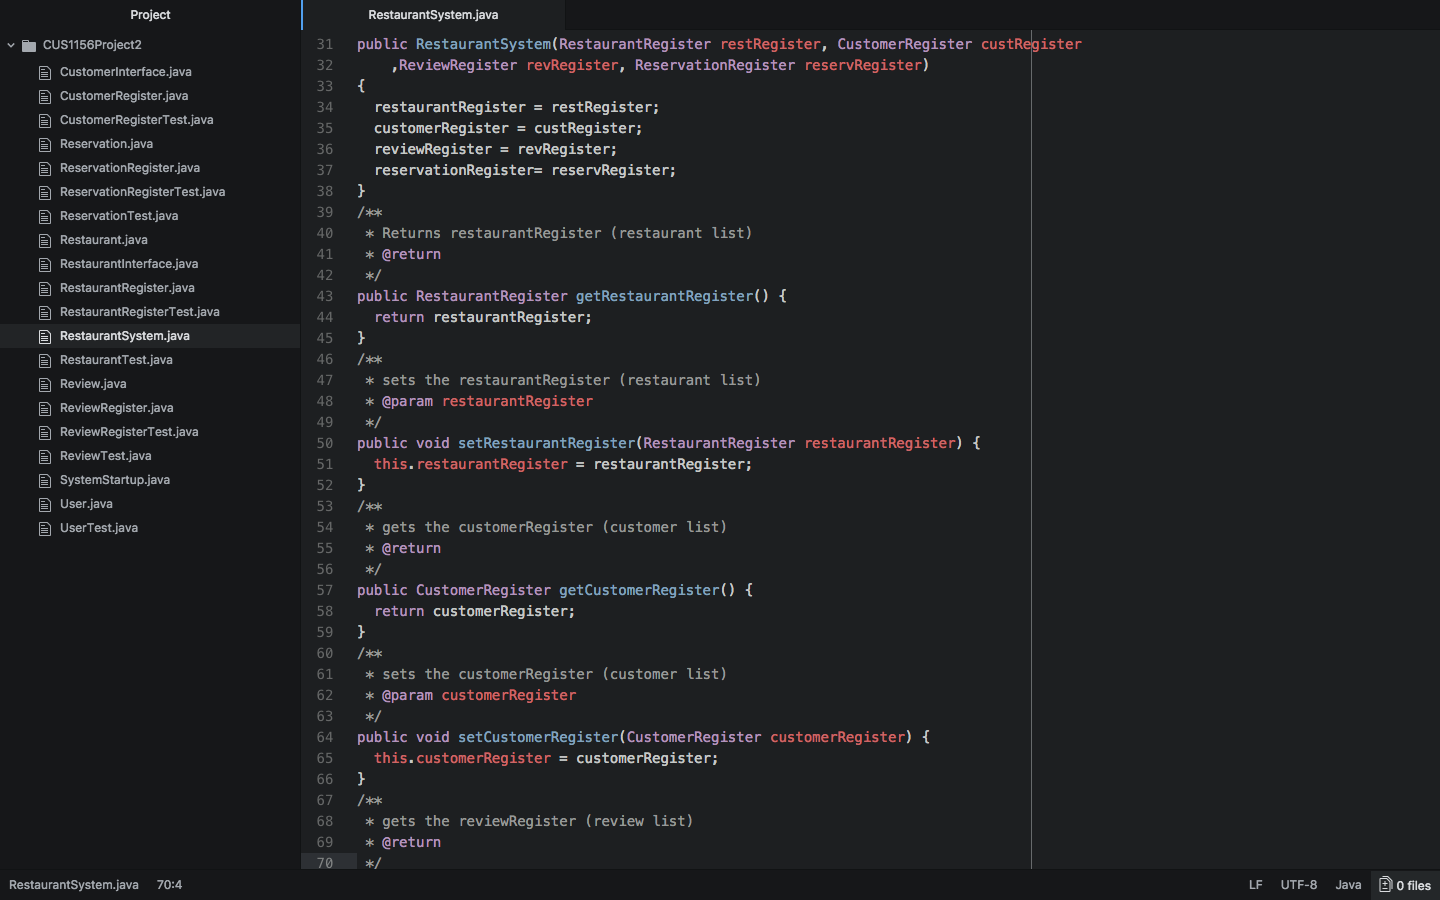 Project
CUS1156Project2
CustomerInterface.java
CustomerRegister.java
CustomerRegisterTest.java
Reservation.java
ReservationRegister.java
ReservationRegisterTest.java
ReservationTest.java
Restaurant.java
RestaurantInterface.java
RestaurantRegister.java
RestaurantRegisterTest.java
RestaurantSystem.java
RestaurantTest.java
Review.java
ReviewRegister.java
ReviewRegisterTest.java
ReviewTest.java
SystemStartup.java
User.java
UserTest.java
RestaurantSystem.java
31 public RestaurantSystem(RestaurantRegister restRegister, CustomerRegister custRegister
32     ,ReviewRegister revRegister, ReservationRegister reservRegister)
33 {
34   restaurantRegister = restRegister;
35   customerRegister = custRegister;
36   reviewRegister = revRegister;
37   reservationRegister= reservRegister;
38 }
39 /**
40  * Returns restaurantRegister (restaurant list)
41  * @return
42  */
43 public RestaurantRegister getRestaurantRegister() {
44   return restaurantRegister;
45 }
46 /**
47  * sets the restaurantRegister (restaurant list)
48  * @param restaurantRegister
49  */
50 public void setRestaurantRegister(RestaurantRegister restaurantRegister) {
51   this.restaurantRegister = restaurantRegister;
52 }
53 /**
54  * gets the customerRegister (customer list)
55  * @return
56  */
57 public CustomerRegister getCustomerRegister() {
58   return customerRegister;
59 }
60 /**
61  * sets the customerRegister (customer list)
62  * @param customerRegister
63  */
64 public void setCustomerRegister(CustomerRegister customerRegister) {
65   this.customerRegister = customerRegister;
66 }
67 /**
68  * gets the reviewRegister (review list)
69  * @return
70  */
RestaurantSystem.java 70:4 LF UTF-8 Java 0 files